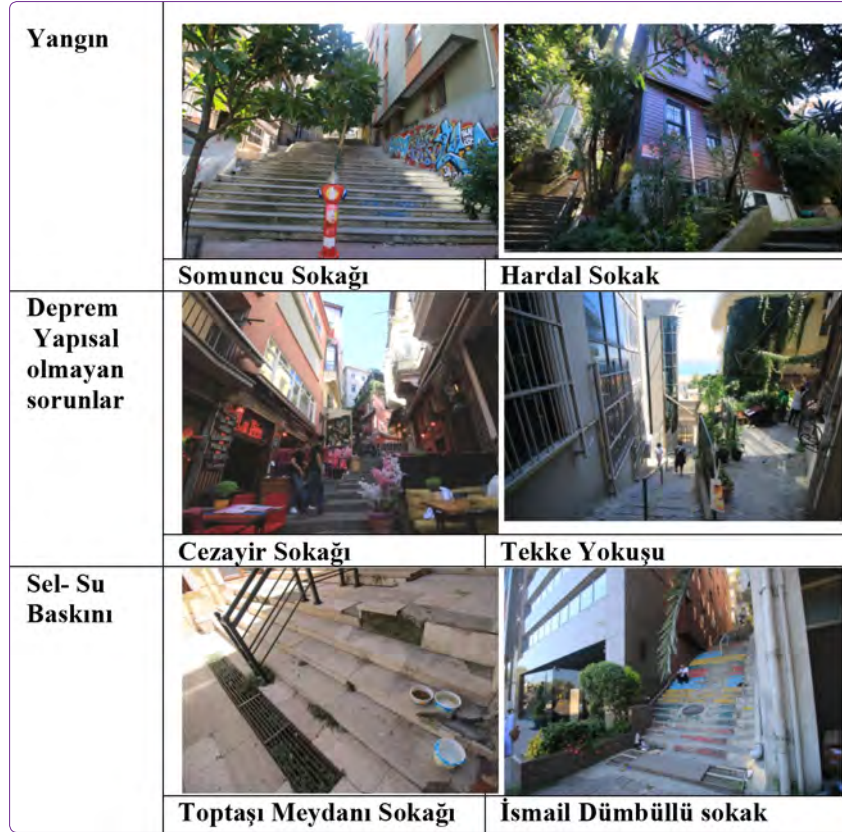 Yangın
Somuncu Sokağı
Hardal Sokak
Deprem
Yapısal
olmayan
sorunlar
Cezayir Sokağı
Tekke Yokuşu
Sel- Su
Baskını
Toptaşı Meydanı Sokağı
İsmail Dümbüllü sokak